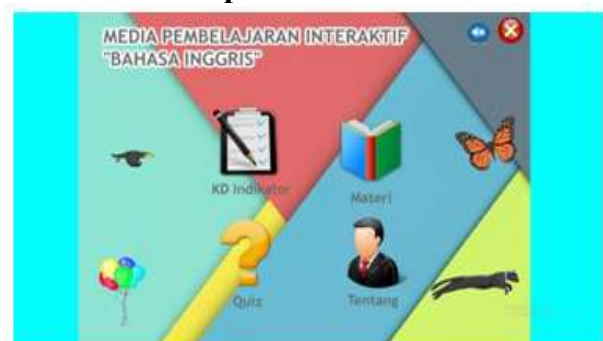 MEDIA PEMBELAJARAN INTERAKTIF
"BAHASA INGGRIS"
KD Indikator
Materi
Quiz
Tentang